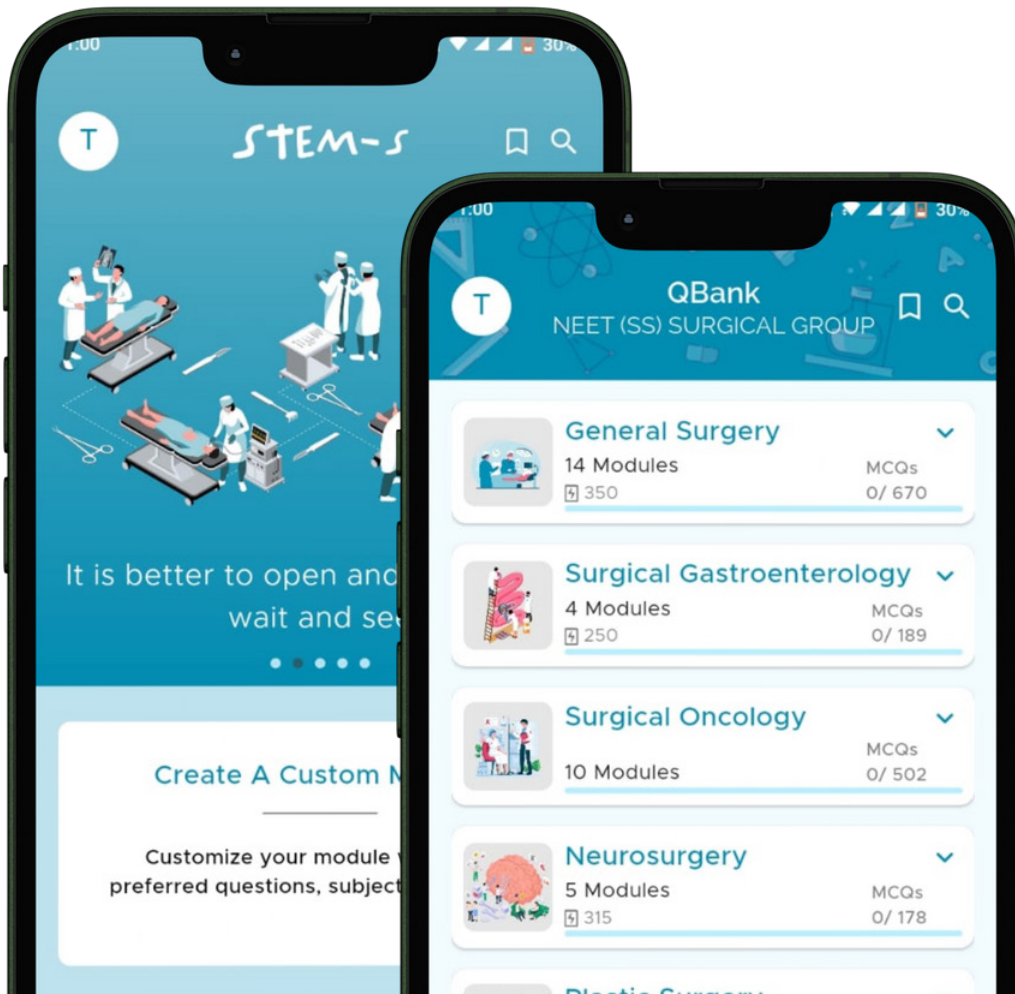 1:00
30%
T
STEM-S
It is better to open and
wait and see
Create A Custom
Customize your module
preferred questions, subject
1:00
30%
T
QBank
NEET (SS) SURGICAL GROUP
General Surgery
14 Modules
MCQs
350
0/ 670
Surgical Gastroenterology
4 Modules
MCQs
250
0/ 189
Surgical Oncology
MCQs
10 Modules
0/ 502
Neurosurgery
5 Modules
MCQs
315
0/ 178
Plastic Surgery